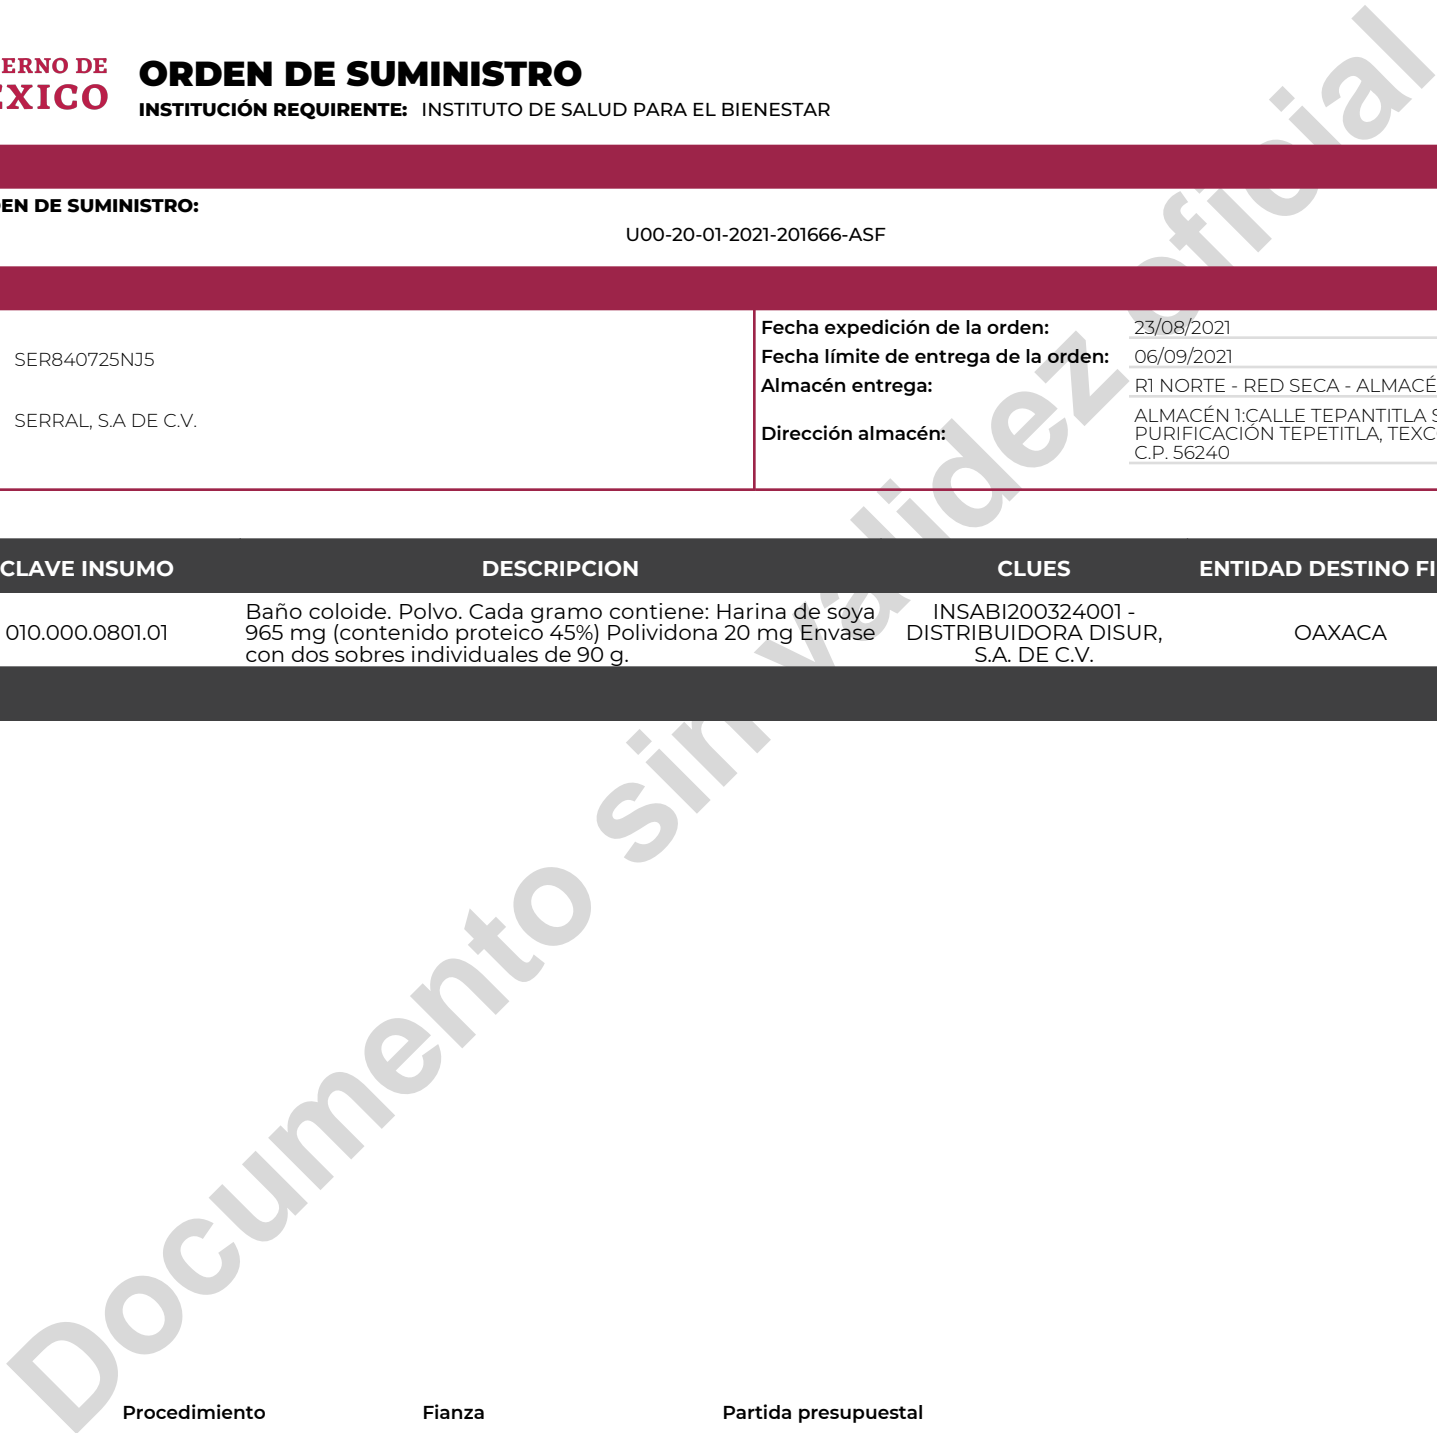 ERNO DE
EXICO
ORDEN DE SUMINISTRO
INSTITUCIÓN REQUIRENTE: INSTITUTO DE SALUD PARA EL BIENESTAR
EN DE SUMINISTRO:
U00-20-01-2021-201666-ASF
SER840725NJ5
SERRAL, S.A DE C.V.
Fecha expedición de la orden: 23/08/2021
Fecha límite de entrega de la orden: 06/09/2021
Almacén entrega: R1 NORTE - RED SECA - ALMACÉ
Dirección almacén:
ALMACÉN 1:CALLE TEPANTITLA S
PURIFICACIÓN TEPETITLA, TEXC
C.P. 56240
CLAVE INSUMO DESCRIPCION CLUES ENTIDAD DESTINO FI
010.000.0801.01
Baño coloide. Polvo. Cada gramo contiene: Harina de soya
965 mg (contenido proteico 45%) Polividona 20 mg Envase
con dos sobres individuales de 90 g.
INSABI200324001 -
DISTRIBUIDORA DISUR,
S.A. DE C.V.
OAXACA
Documento sin validez oficial
Procedimiento Fianza Partida presupuestal